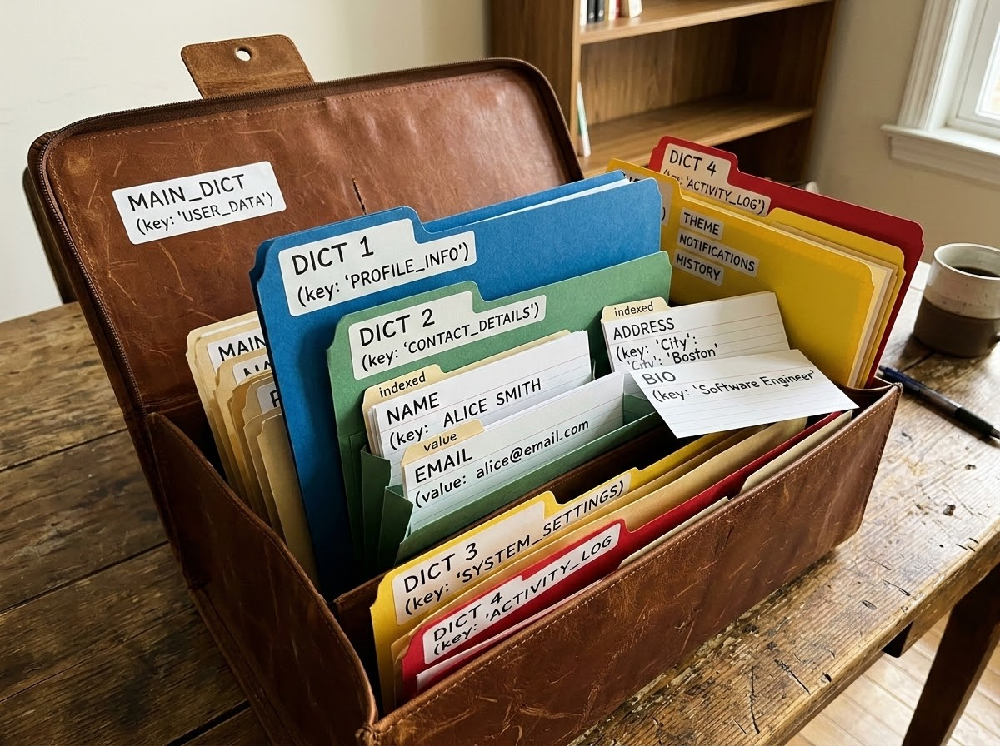 MAIN_DICT
(key: 'USER_DATA')
DICT 1
(key: 'PROFILE_INFO')
DICT 2
(key: 'CONTACT_DETAILS')
indexed
NAME
(key: ALICE SMITH
value
EMAIL
(value: alice@email.com
indexed
ADDRESS
(key: 'City':
'City': 'Boston'
BIO
(key: 'Software Engineer'
DICT 4
'ACTIVITY_LOG')
THEME
NOTIFICATIONS
HISTORY
MAIN
DICT 3
(key: 'SYSTEM_SETTINGS)
DICT 4
(key: 'ACTIVITY_LOG